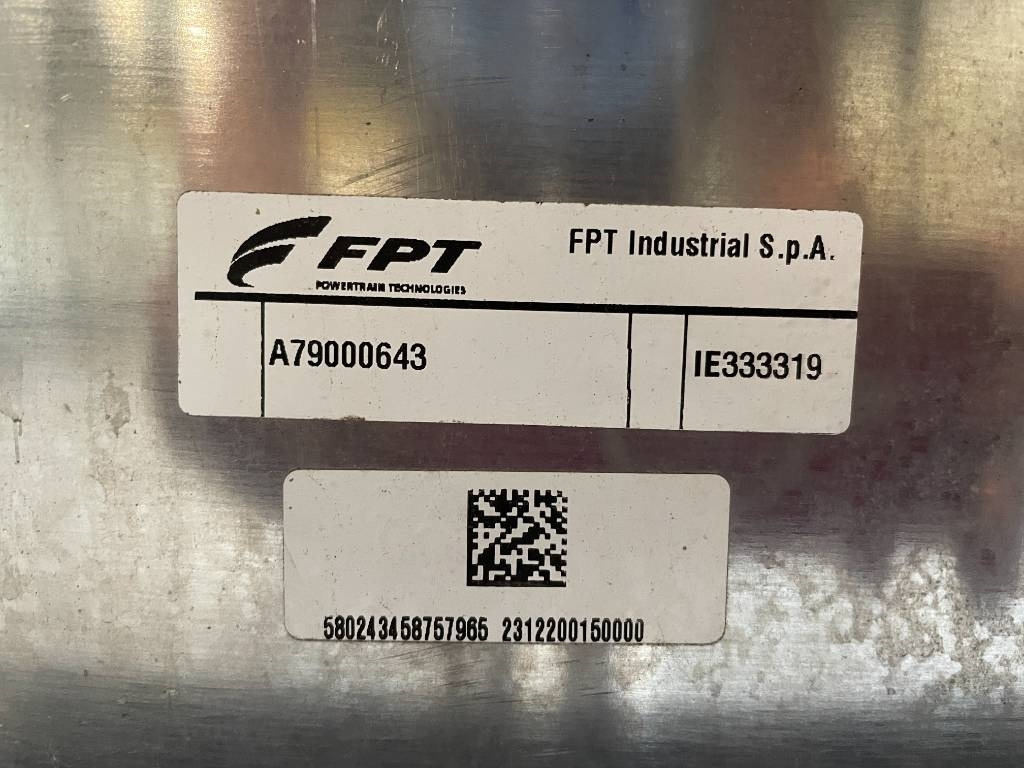 FPT
POWERTRAIN TECHNOLOGIES
FPT Industrial S.p.A.
A79000643
IE333319
580243458757965 2312200150000